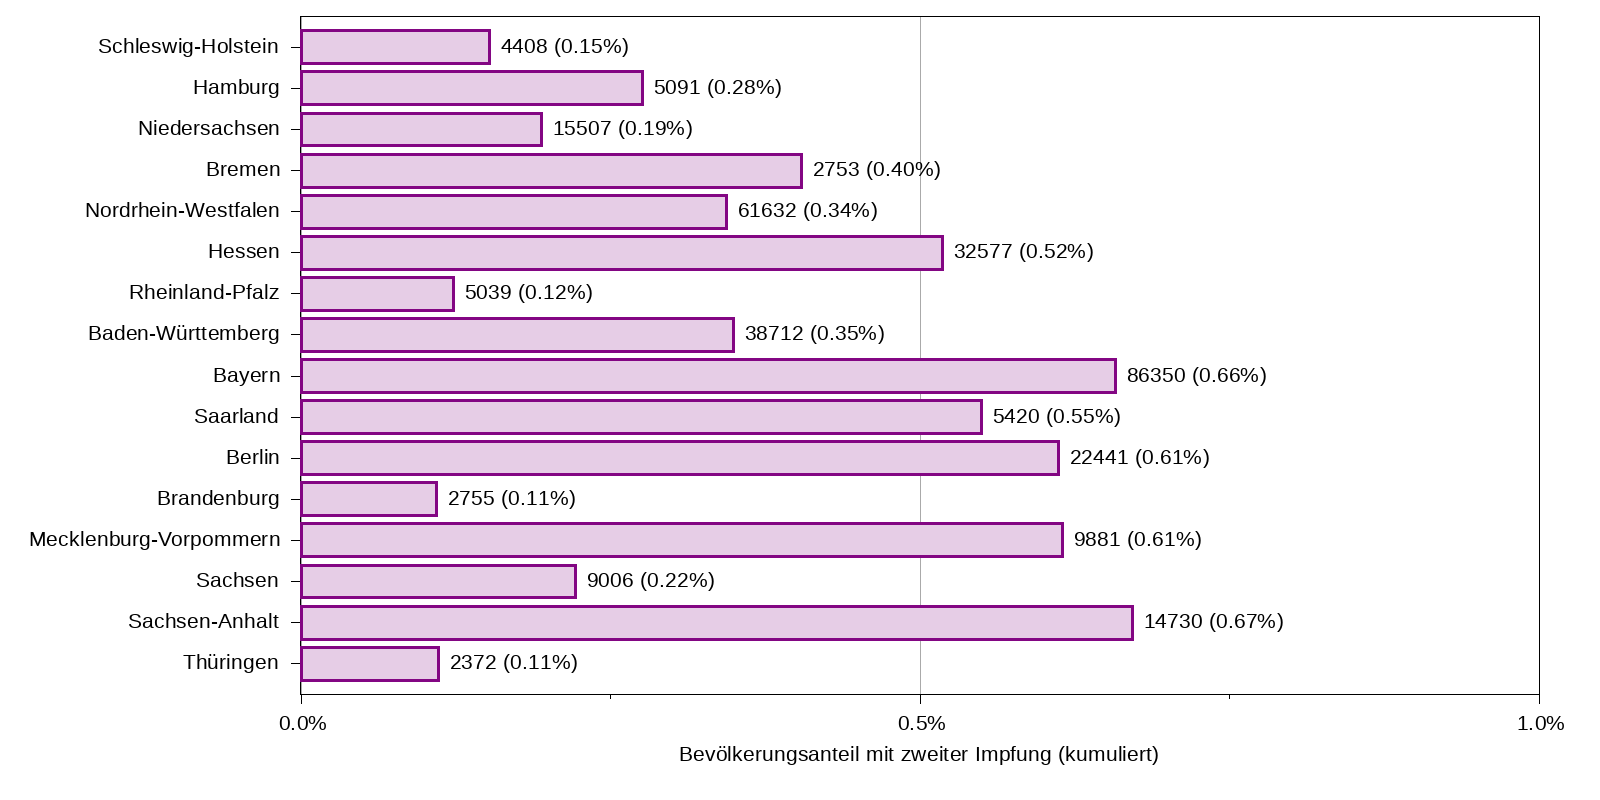 Schleswig-Holstein 4408 (0.15%)
Hamburg 5091 (0.28%)
Niedersachsen 15507 (0.19%)
Bremen 2753 (0.40%)
Nordrhein-Westfalen 61632 (0.34%)
Hessen 32577 (0.52%)
Rheinland-Pfalz 5039 (0.12%)
Baden-Württemberg 38712 (0.35%)
Bayern 86350 (0.66%)
Saarland 5420 (0.55%)
Berlin 22441 (0.61%)
Brandenburg 2755 (0.11%)
Mecklenburg-Vorpommern 9881 (0.61%)
Sachsen 9006 (0.22%)
Sachsen-Anhalt 14730 (0.67%)
Thüringen 2372 (0.11%)
0.0% 0.5% 1.0%
Bevölkerungsanteil mit zweiter Impfung (kumuliert)